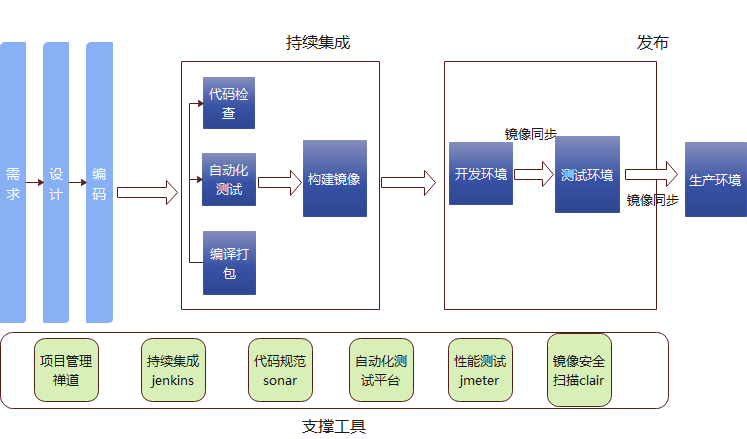 持续集成
发布
需
求
设
计
编
码
代码检
查
自动化
测试
编译打
包
构建镜像
镜像同步
开发环境
测试环境
镜像同步
生产环境
项目管理
禅道
持续集成
jenkins
代码规范
sonar
自动化测
试平台
性能测试
jmeter
镜像安全
扫描clair
支撑工具